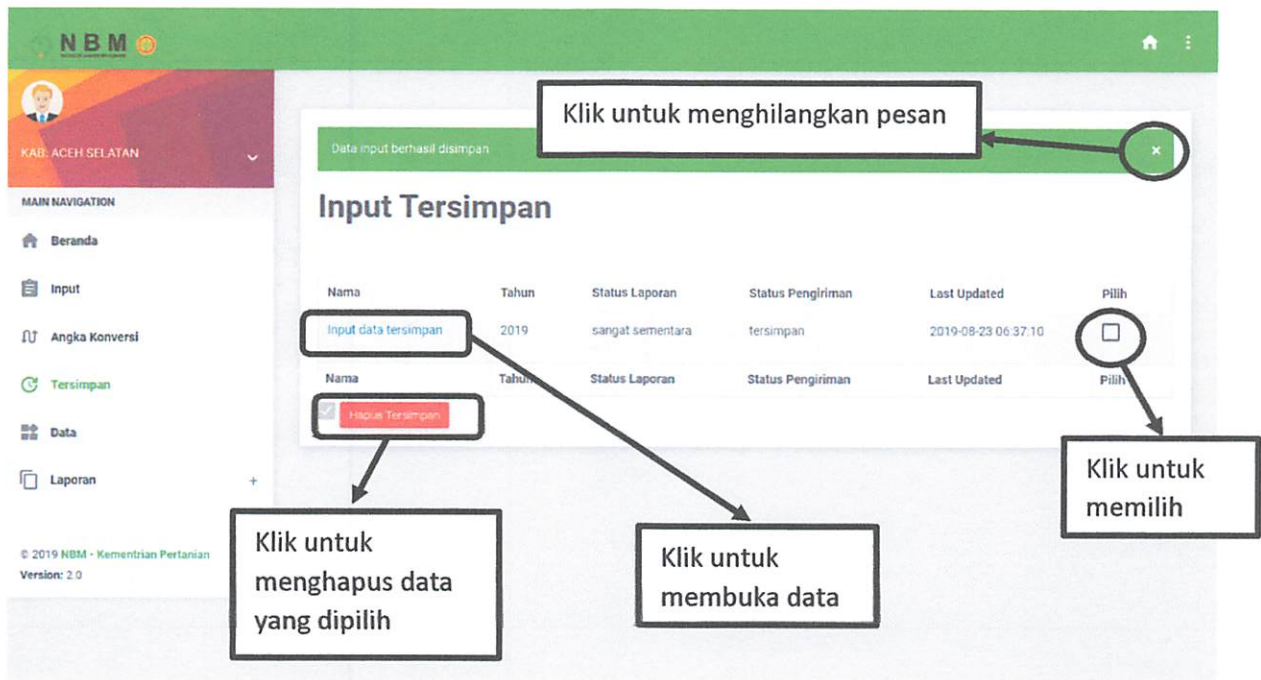 NBM
Klik untuk menghilangkan pesan
KAB: ACEH SELATAN
Data input berhasil disimpan
×
MAIN NAVIGATION
Input Tersimpan
Beranda
Input
Angka Konversi
Tersimpan
Data
Laporan +
Nama Tahun Status Laporan Status Pengiriman Last Updated Pilih
Input data tersimpan 2019 sangat sementara tersimpan 2019-08-23 06:37:10
Nama Tahun Status Laporan Status Pengiriman Last Updated Pilih
Hapus Tersimpan
Klik untuk
memilih
Klik untuk
menghapus data
yang dipilih
Klik untuk
membuka data
© 2019 NBM - Kementrian Pertanian
Version: 2.0